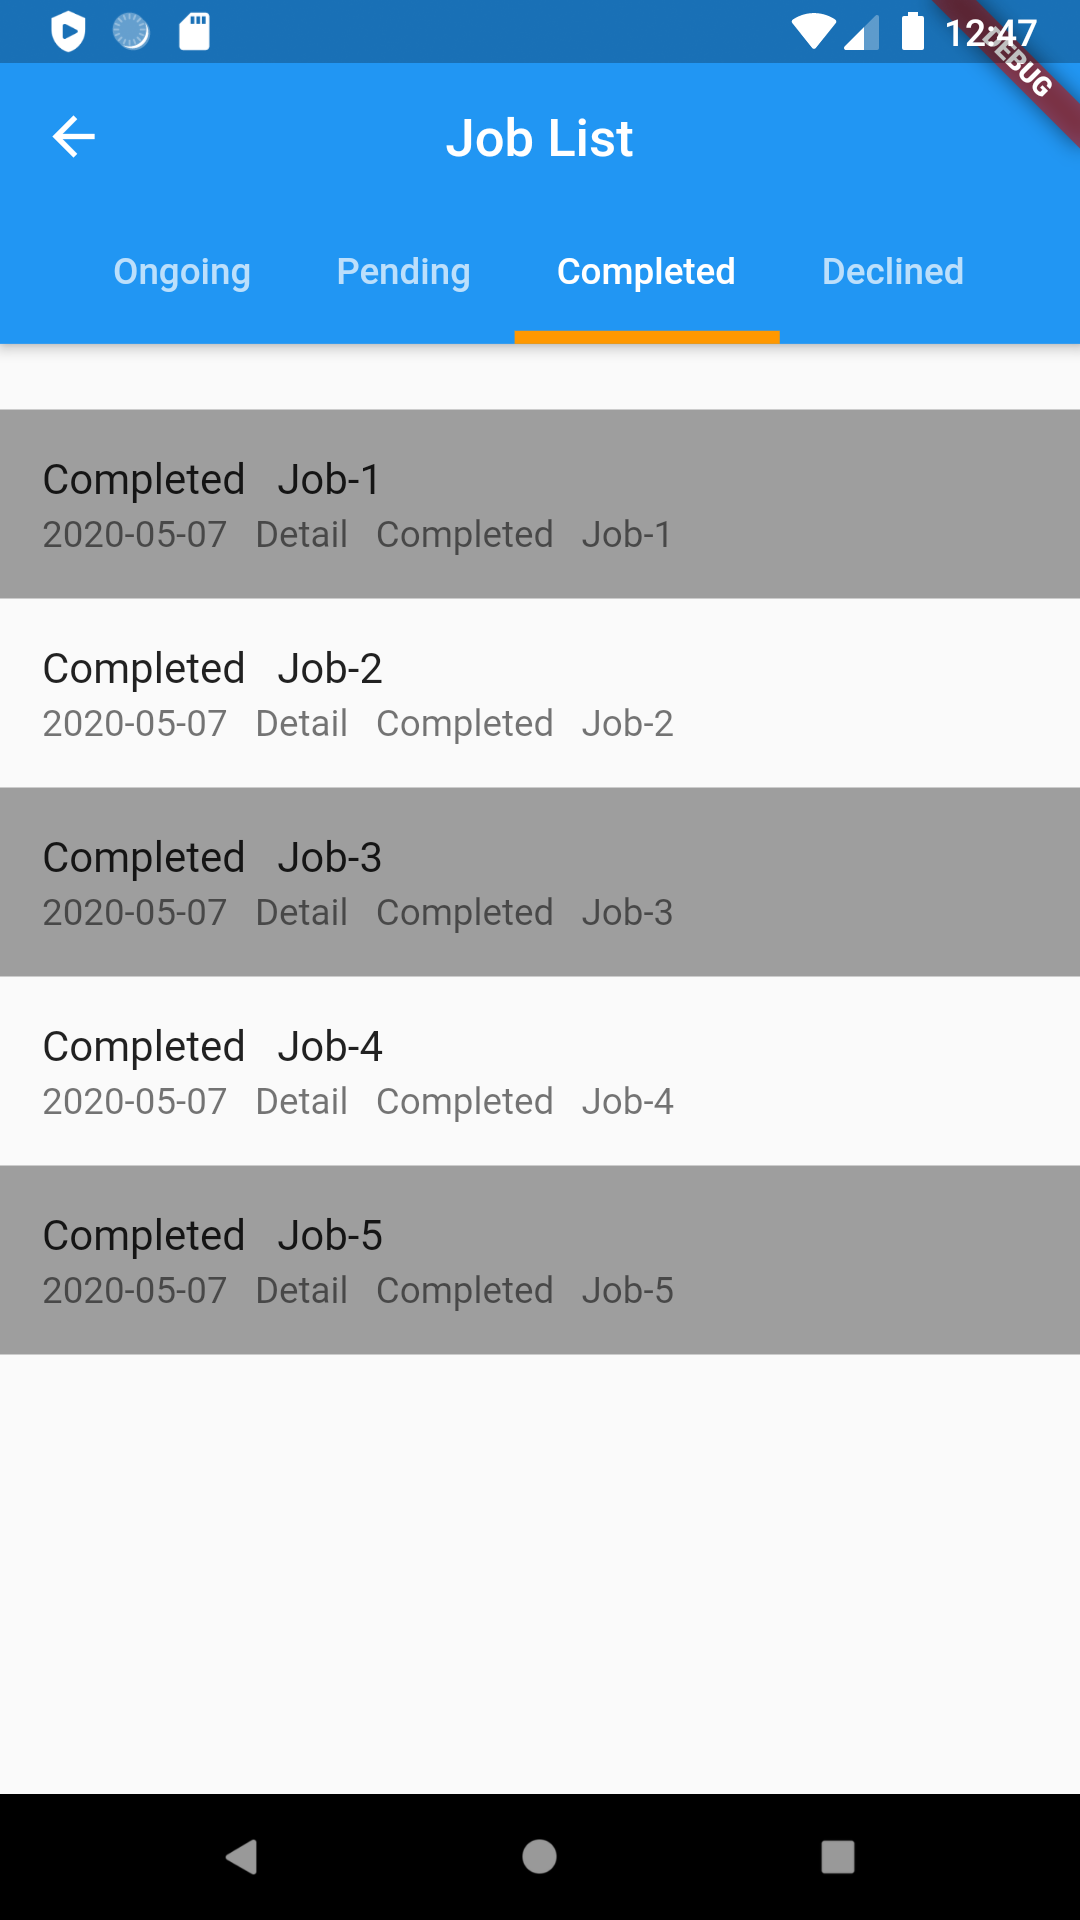 12:47
DEBUG
Job List
Ongoing Pending Completed Declined
Completed Job-1
2020-05-07 Detail Completed Job-1
Completed Job-2
2020-05-07 Detail Completed Job-2
Completed Job-3
2020-05-07 Detail Completed Job-3
Completed Job-4
2020-05-07 Detail Completed Job-4
Completed Job-5
2020-05-07 Detail Completed Job-5